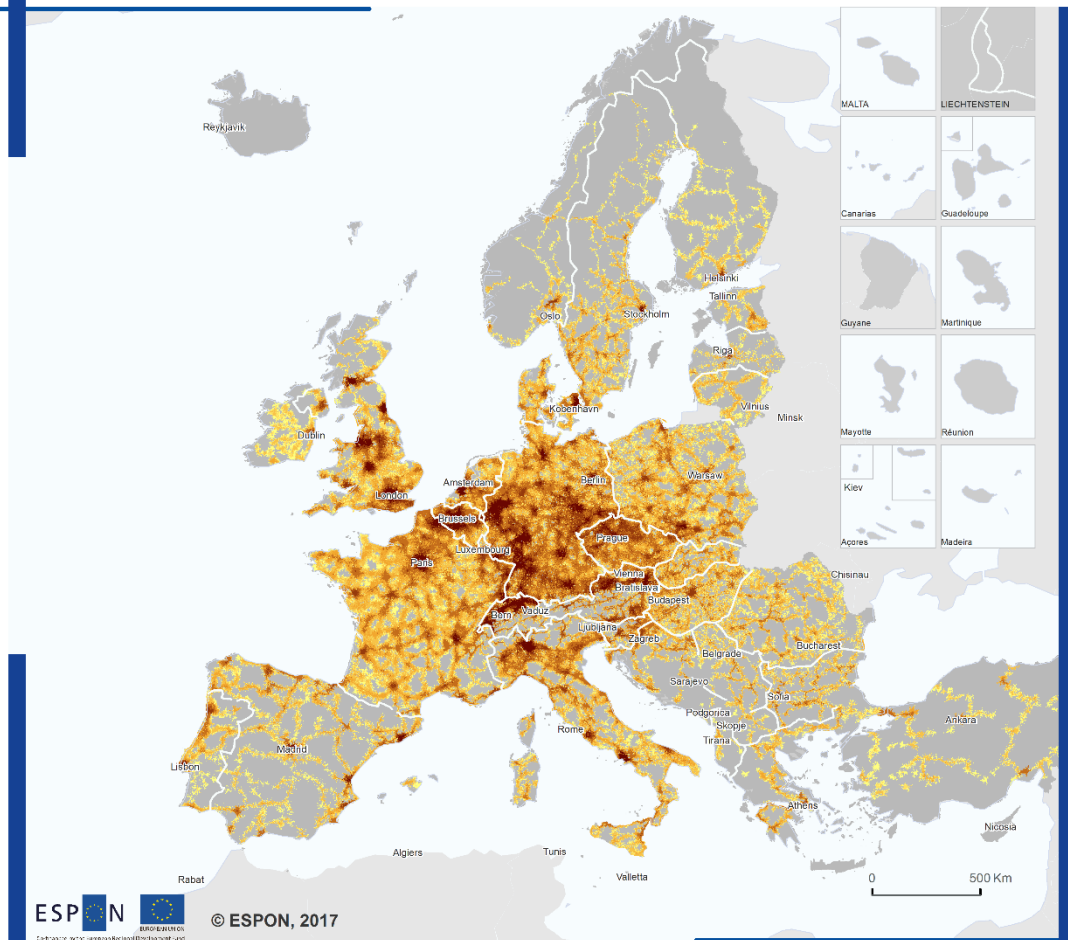 MALTA
LIECHTENSTEIN
Reykjavik
Canarias
Guadeloupe
Helsinki
Tallinn
Oslo
Stockholm
Guyane
Martinique
Riga
Vilnius
Minsk
København
Mayotte
Réunion
Dublin
Amsterdam
Berlin
Warsaw
London
Kiev
Brussels
Prague
Açores
Madeira
Luxembourg
Paris
Vienna
Chisinau
Bratislava
Budapest
Bern
Vaduz
Ljubljana
Zagreb
Bucharest
Belgrade
Sarajevo
Sofia
Podgorica
Ankara
Skopje
Rome
Tirana
Madrid
Lisbon
Athens
Nicosia
Algiers
Tunis
Valletta
Rabat
0 500 Km
ESPON
EUROPEAN UNION
© ESPON, 2017